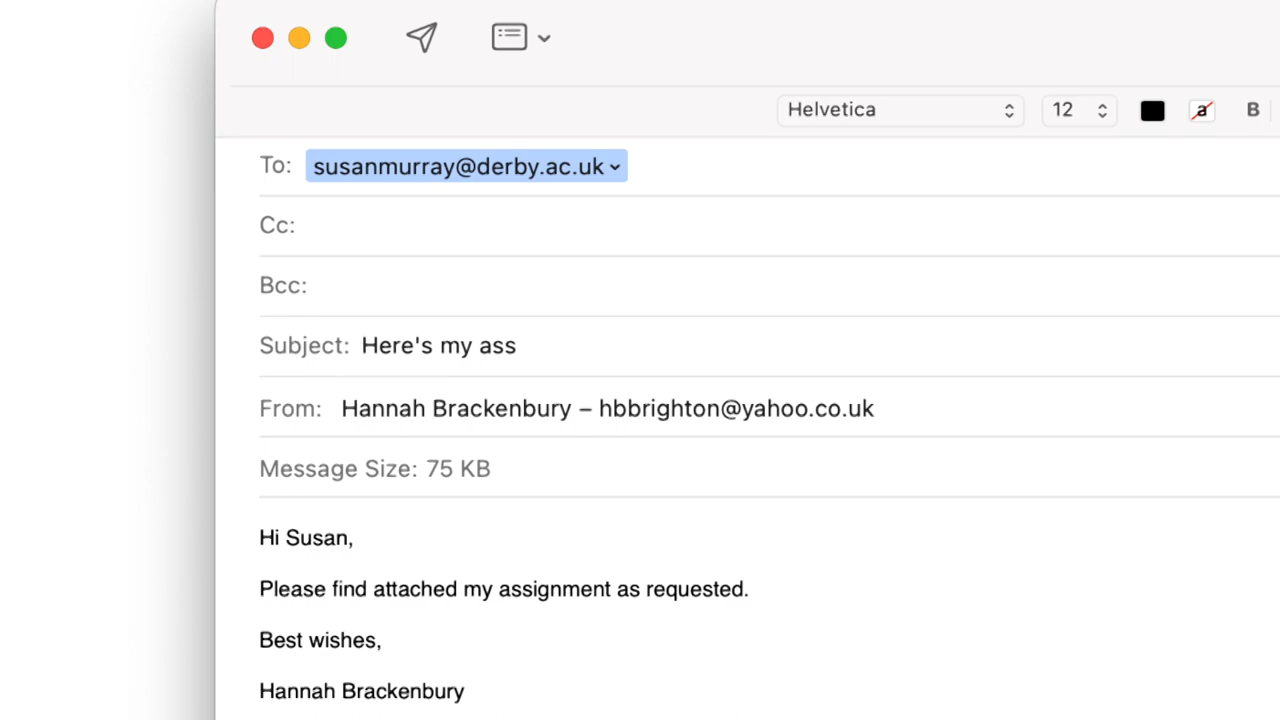 Helvetica 12 a B
To: susanmurray@derby.ac.uk
Cc:
Bcc:
Subject: Here's my ass
From: Hannah Brackenbury – hbbrighton@yahoo.co.uk
Message Size: 75 KB
Hi Susan,
Please find attached my assignment as requested.
Best wishes,
Hannah Brackenbury